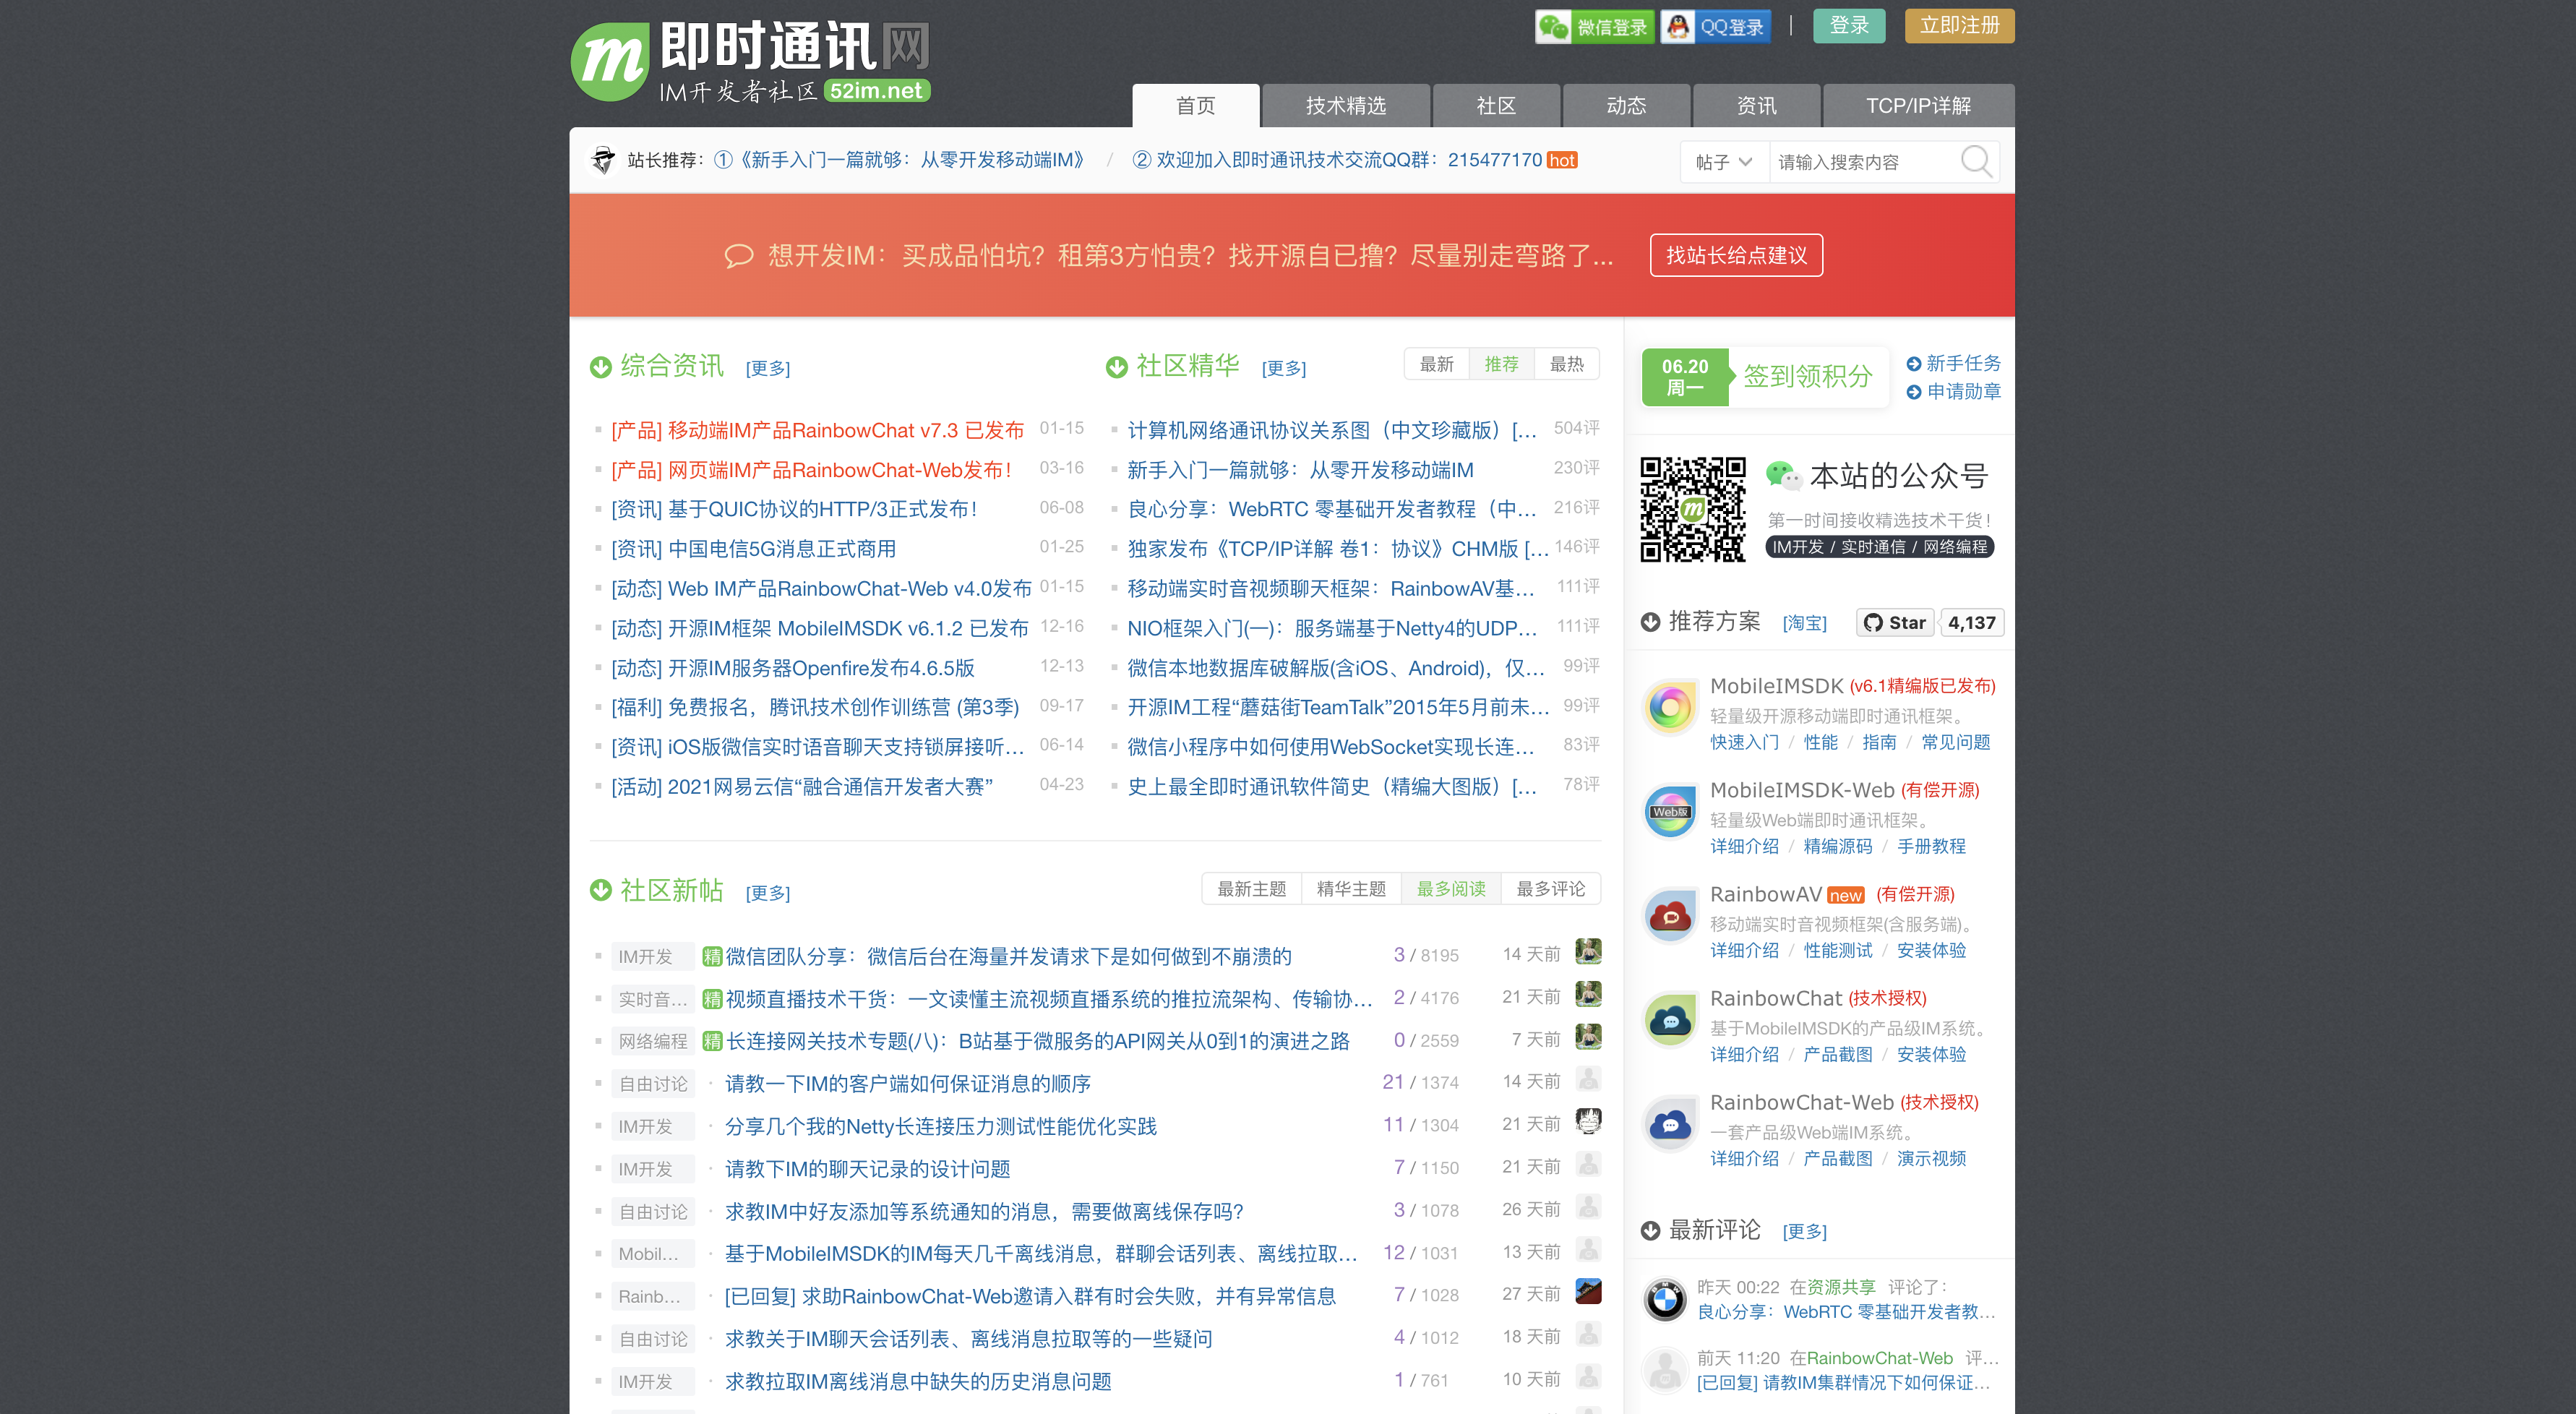 即时通讯网
IM开发者社区 52im.net
微信登录 QQ登录 | 登录 立即注册
首页 技术精选 社区 动态 资讯 TCP/IP详解
站长推荐：①《新手入门一篇就够：从零开发移动端IM》 / ② 欢迎加入即时通讯技术交流QQ群：215477170 hot
帖子 请输入搜索内容
想开发IM：买成品怕坑？租第3方怕贵？找开源自已撸？尽量别走弯路了... 找站长给点建议
综合资讯 [更多]
[产品] 移动端IM产品RainbowChat v7.3 已发布 01-15
[产品] 网页端IM产品RainbowChat-Web发布！ 03-16
[资讯] 基于QUIC协议的HTTP/3正式发布！ 06-08
[资讯] 中国电信5G消息正式商用 01-25
[动态] Web IM产品RainbowChat-Web v4.0发布 01-15
[动态] 开源IM框架 MobileIMSDK v6.1.2 已发布 12-16
[动态] 开源IM服务器Openfire发布4.6.5版 12-13
[福利] 免费报名，腾讯技术创作训练营 (第3季) 09-17
[资讯] iOS版微信实时语音聊天支持锁屏接听… 06-14
[活动] 2021网易云信“融合通信开发者大赛” 04-23
社区精华 [更多] 最新 推荐 最热
计算机网络通讯协议关系图（中文珍藏版）[… 504评
新手入门一篇就够：从零开发移动端IM 230评
良心分享：WebRTC 零基础开发者教程（中… 216评
独家发布《TCP/IP详解 卷1：协议》CHM版 [… 146评
移动端实时音视频聊天框架：RainbowAV基… 111评
NIO框架入门(一)：服务端基于Netty4的UDP… 111评
微信本地数据库破解版(含iOS、Android)，仅… 99评
开源IM工程“蘑菇街TeamTalk”2015年5月前未… 99评
微信小程序中如何使用WebSocket实现长连… 83评
史上最全即时通讯软件简史（精编大图版）[… 78评
社区新帖 [更多] 最新主题 精华主题 最多阅读 最多评论
IM开发 精 微信团队分享：微信后台在海量并发请求下是如何做到不崩溃的 3 / 8195 14 天前
实时音… 精 视频直播技术干货：一文读懂主流视频直播系统的推拉流架构、传输协… 2 / 4176 21 天前
网络编程 精 长连接网关技术专题(八)：B站基于微服务的API网关从0到1的演进之路 0 / 2559 7 天前
自由讨论 · 请教一下IM的客户端如何保证消息的顺序 21 / 1374 14 天前
IM开发 · 分享几个我的Netty长连接压力测试性能优化实践 11 / 1304 21 天前
IM开发 · 请教下IM的聊天记录的设计问题 7 / 1150 21 天前
自由讨论 · 求教IM中好友添加等系统通知的消息，需要做离线保存吗？ 3 / 1078 26 天前
Mobil… · 基于MobileIMSDK的IM每天几千离线消息，群聊会话列表、离线拉取… 12 / 1031 13 天前
Rainb… · [已回复] 求助RainbowChat-Web邀请入群有时会失败，并有异常信息 7 / 1028 27 天前
自由讨论 · 求教关于IM聊天会话列表、离线消息拉取等的一些疑问 4 / 1012 18 天前
IM开发 · 求教拉取IM离线消息中缺失的历史消息问题 1 / 761 10 天前
06.20
周一
签到领积分
新手任务
申请勋章
本站的公众号
第一时间接收精选技术干货！
IM开发 / 实时通信 / 网络编程
推荐方案 [淘宝] Star 4,137
MobileIMSDK (v6.1精编版已发布)
轻量级开源移动端即时通讯框架。
快速入门 / 性能 / 指南 / 常见问题
Web版
MobileIMSDK-Web (有偿开源)
轻量级Web端即时通讯框架。
详细介绍 / 精编源码 / 手册教程
RainbowAV new (有偿开源)
移动端实时音视频框架(含服务端)。
详细介绍 / 性能测试 / 安装体验
RainbowChat (技术授权)
基于MobileIMSDK的产品级IM系统。
详细介绍 / 产品截图 / 安装体验
RainbowChat-Web (技术授权)
一套产品级Web端IM系统。
详细介绍 / 产品截图 / 演示视频
最新评论 [更多]
昨天 00:22 在资源共享 评论了：
良心分享：WebRTC 零基础开发者教…
前天 11:20 在RainbowChat-Web 评…
[已回复] 请教IM集群情况下如何保证…